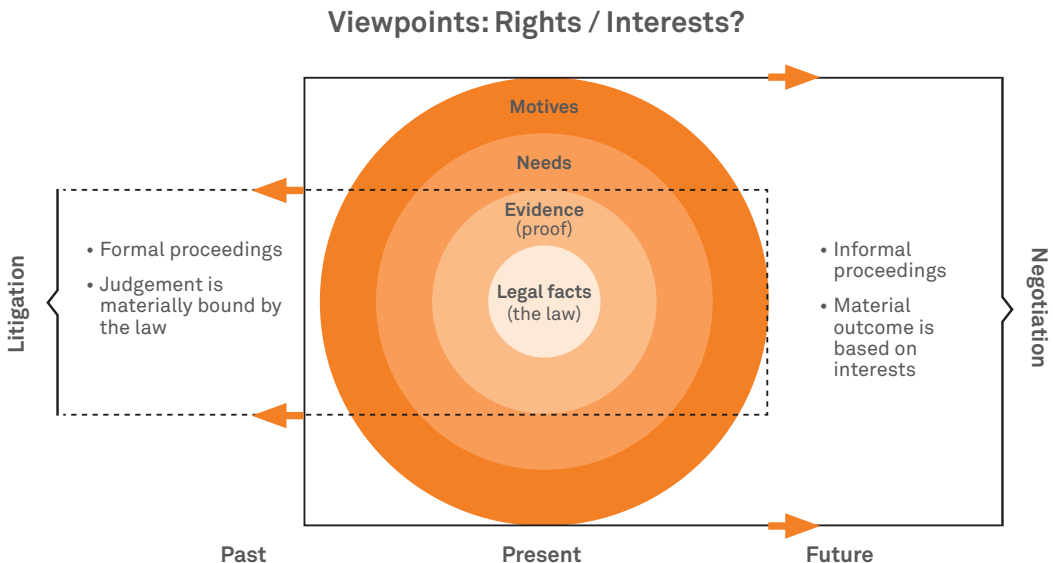 Viewpoints: Rights / Interests?
Motives
Needs
Evidence
(proof)
Legal facts
(the law)
Litigation
• Formal proceedings
• Judgement is
materially bound by
the law
• Informal
proceedings
• Material
outcome is
based on
interests
Negotiation
Past
Present
Future